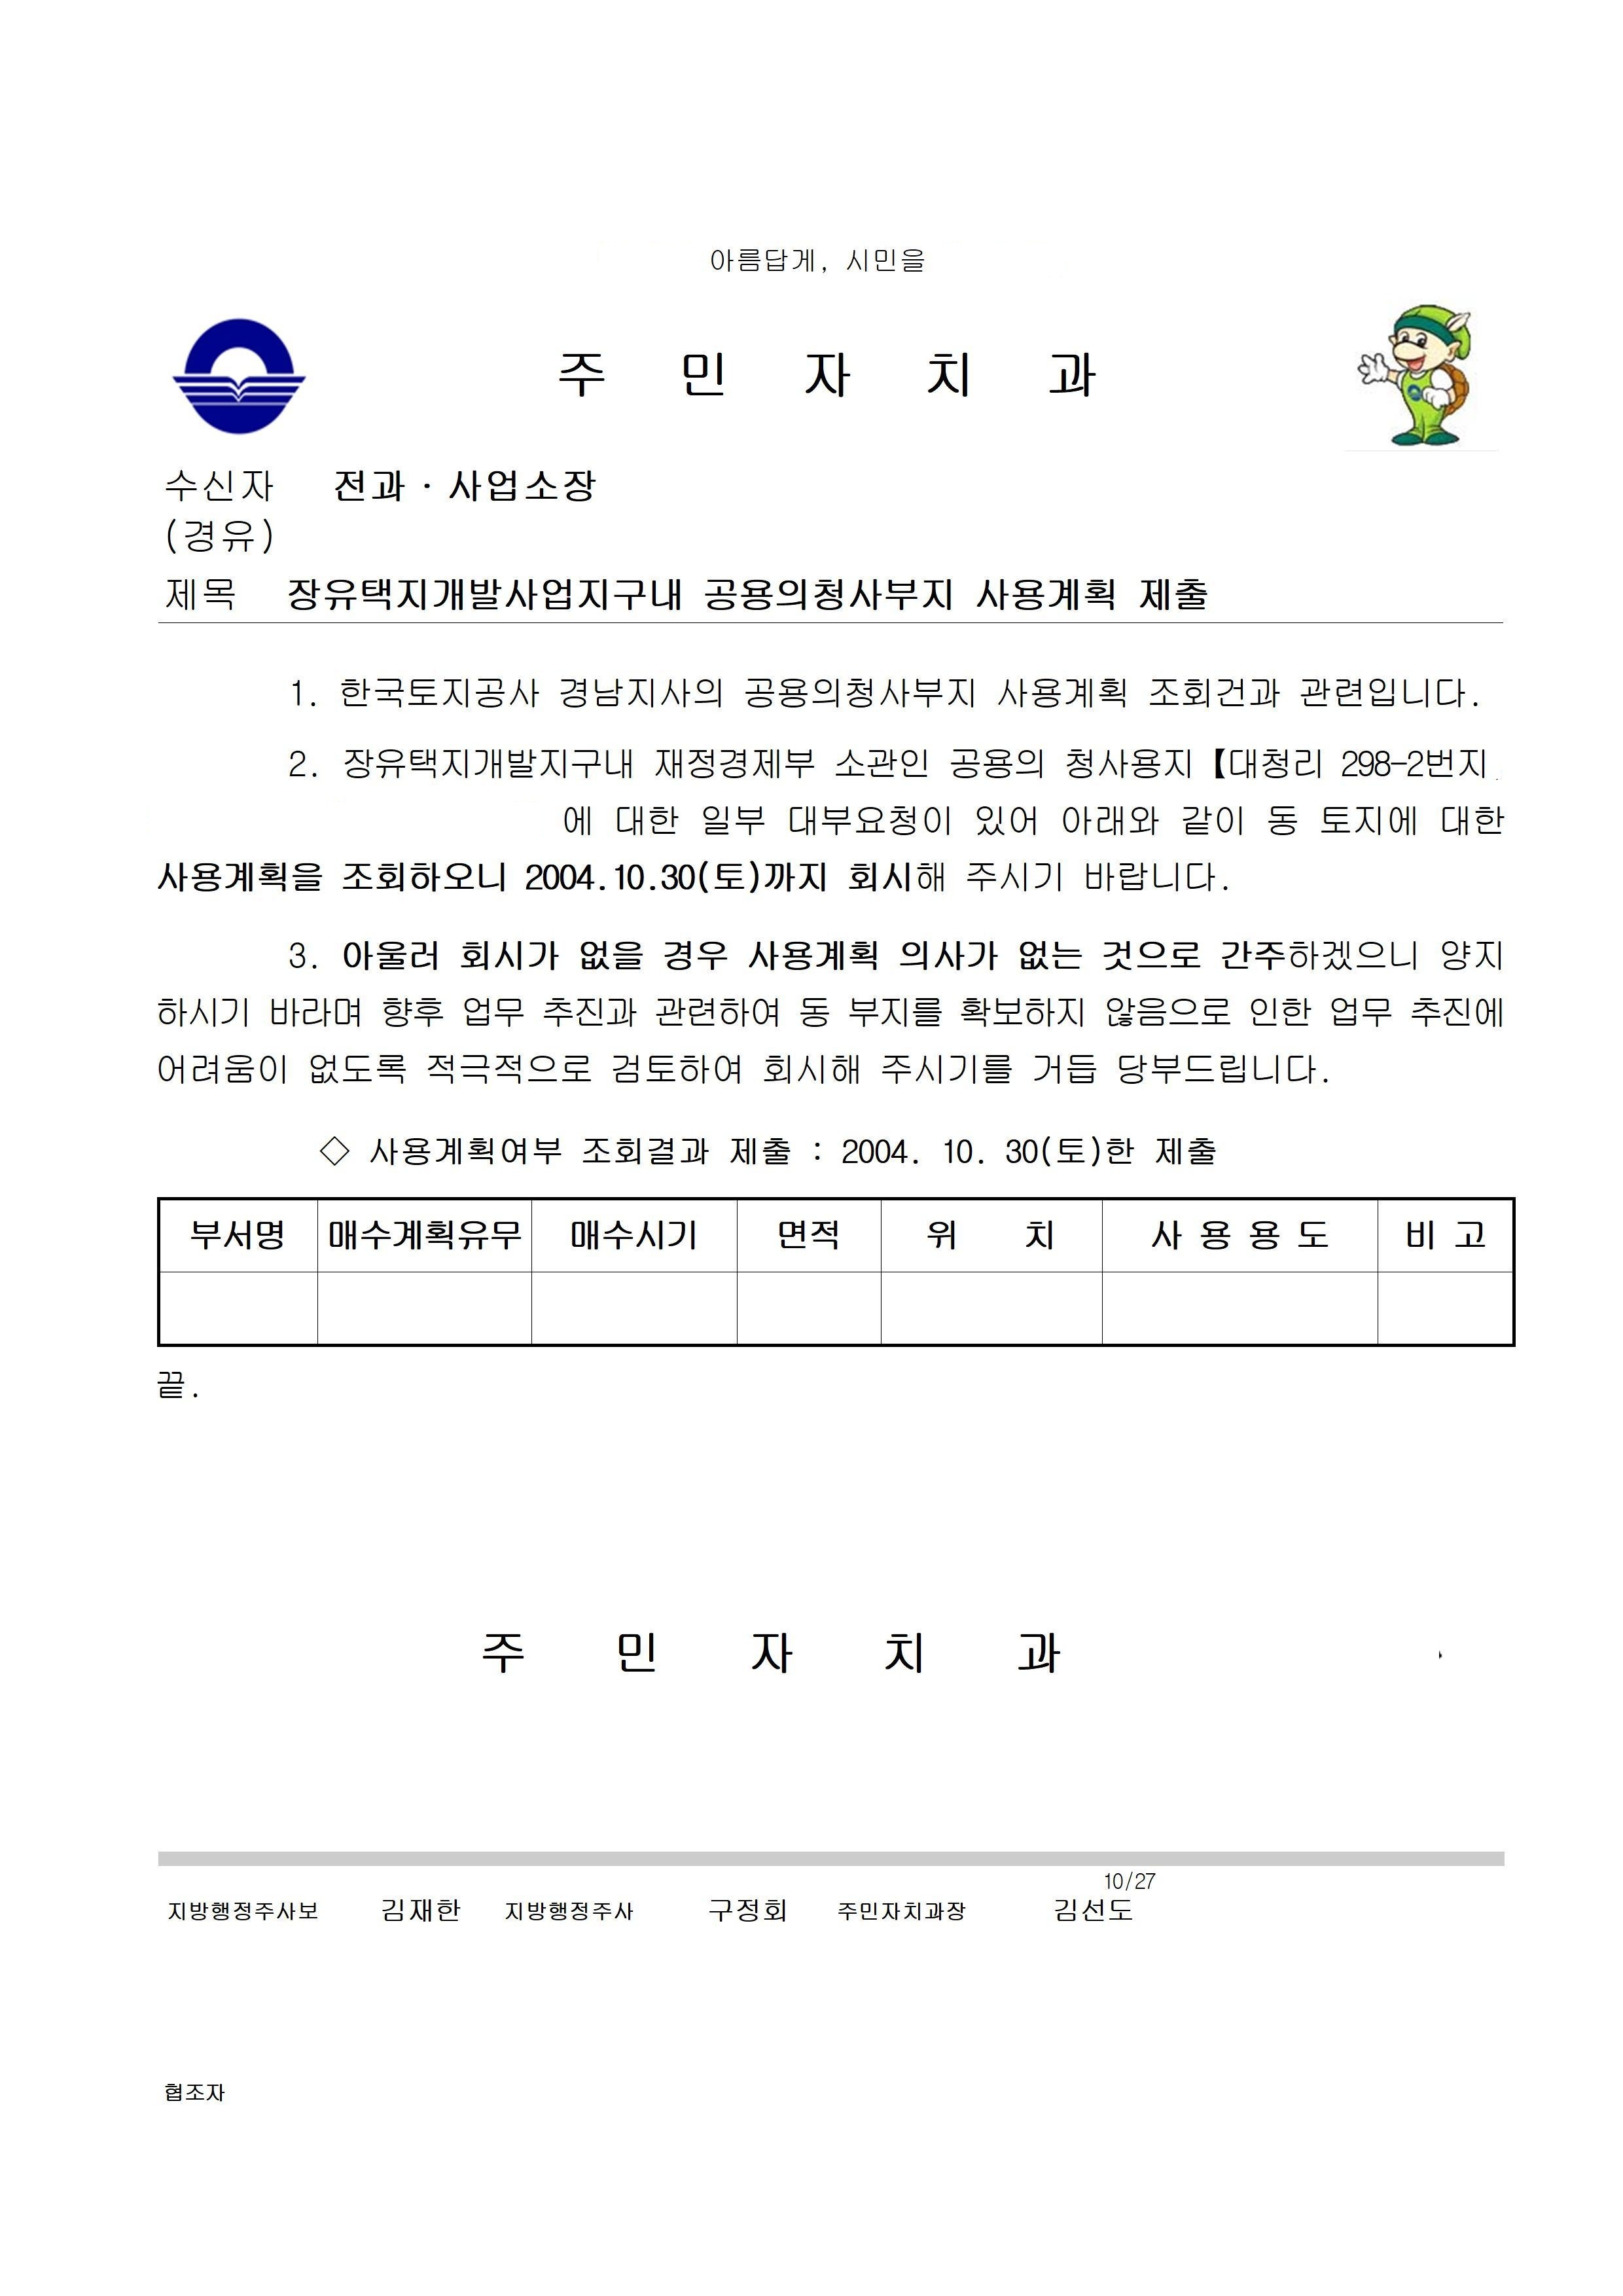 아름답게, 시민을
주 민 자 치 과
수신자 전과·사업소장
(경유)
제목 장유택지개발사업지구내 공용의청사부지 사용계획 제출
1. 한국토지공사 경남지사의 공용의청사부지 사용계획 조회건과 관련입니다.
2. 장유택지개발지구내 재정경제부 소관인 공용의 청사용지【대청리 298-2번지
에 대한 일부 대부요청이 있어 아래와 같이 동 토지에 대한
사용계획을 조회하오니 2004.10.30(토)까지 회시해 주시기 바랍니다.
3. 아울러 회시가 없을 경우 사용계획 의사가 없는 것으로 간주하겠으니 양지
하시기 바라며 향후 업무 추진과 관련하여 동 부지를 확보하지 않음으로 인한 업무 추진에
어려움이 없도록 적극적으로 검토하여 회시해 주시기를 거듭 당부드립니다.
◇ 사용계획여부 조회결과 제출 : 2004. 10. 30(토)한 제출
부서명 매수계획유무 매수시기 면적 위 치 사 용 용 도 비 고
끝.
주 민 자 치 과
10/27
지방행정주사보 김재한 지방행정주사 구정회 주민자치과장 김선도
협조자